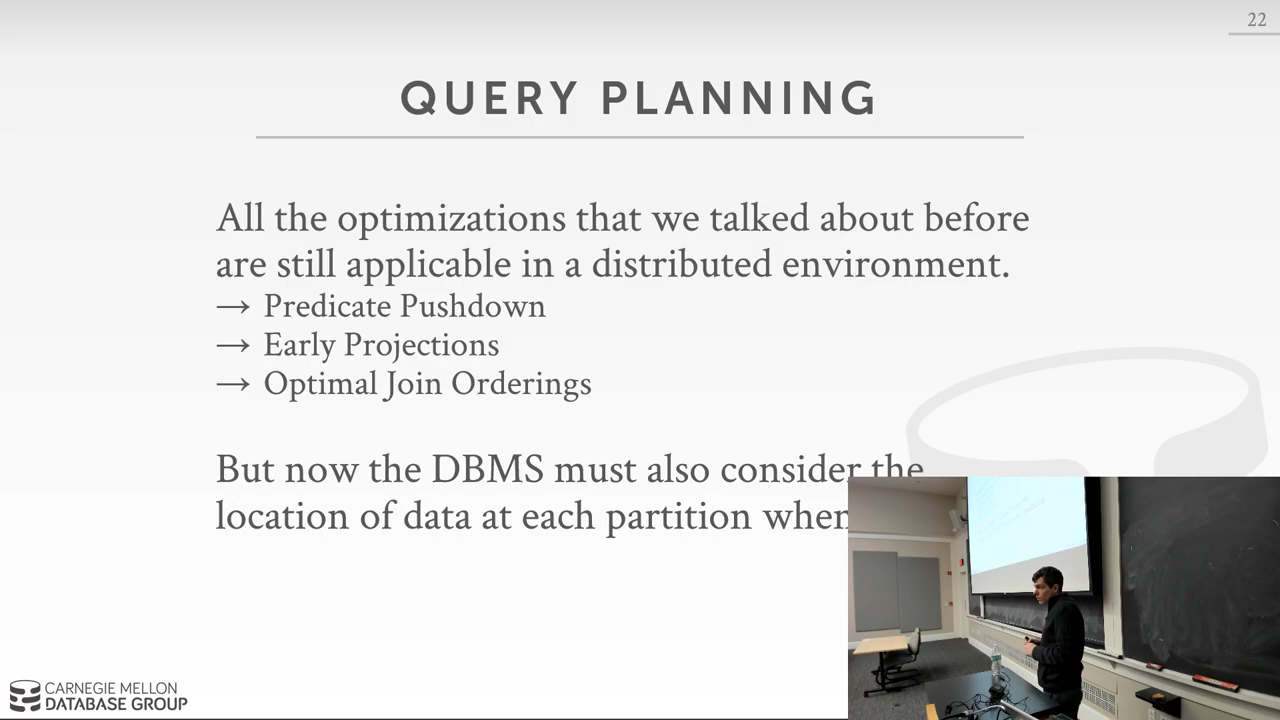 22
QUERY PLANNING
All the optimizations that we talked about before
are still applicable in a distributed environment.
→ Predicate Pushdown
→ Early Projections
→ Optimal Join Orderings
But now the DBMS must also consider the
location of data at each partition when
CARNEGIE MELLON
DATABASE GROUP